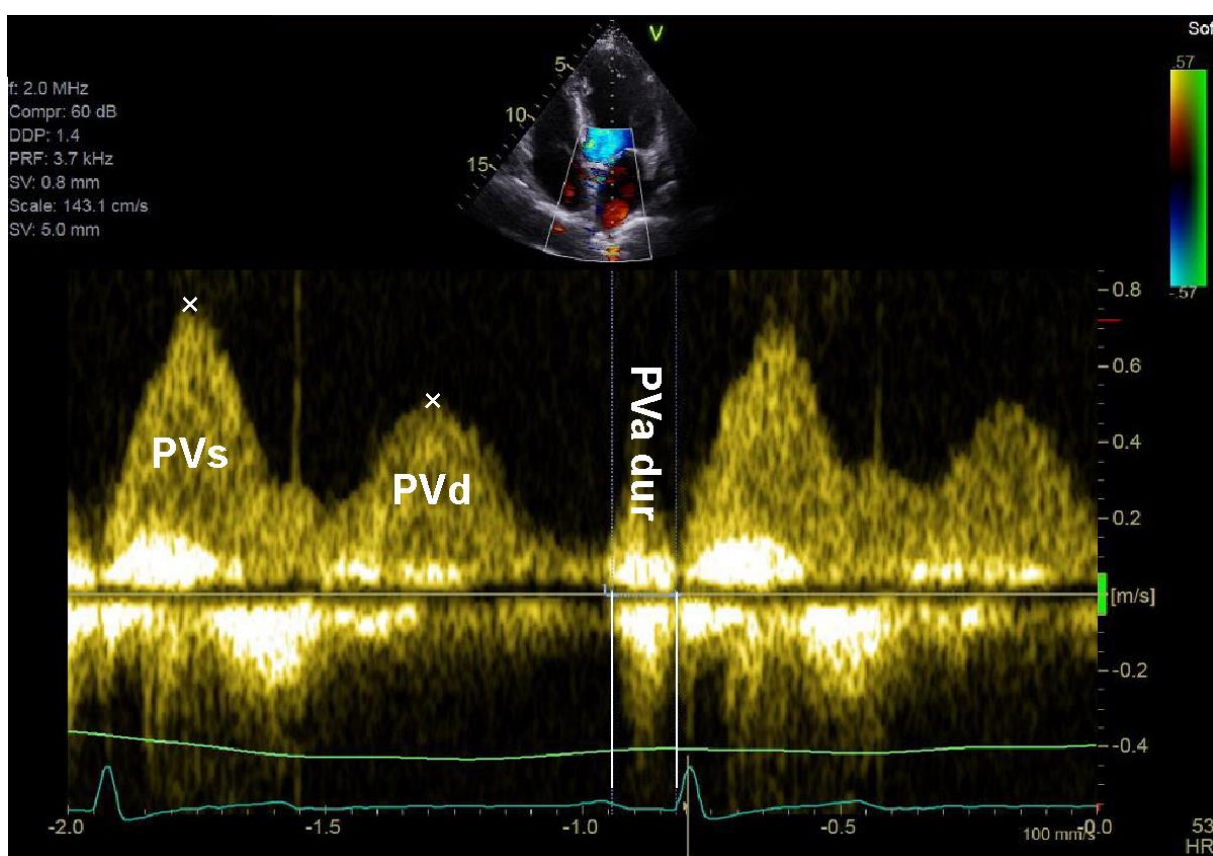 V
Sof
f: 2.0 MHz
Compr: 60 dB
DDP: 1.4
PRF: 3.7 kHz
SV: 0.8 mm
Scale: 143.1 cm/s
SV: 5.0 mm
5
10
15
.57
-.57
0.8
0.6
0.4
0.2
[m/s]
-0.2
-0.4
PVs
PVd
PVa dur
1
-2.0
-1.5
-1.0
-0.5
100 mm/s
0.0
53
HR